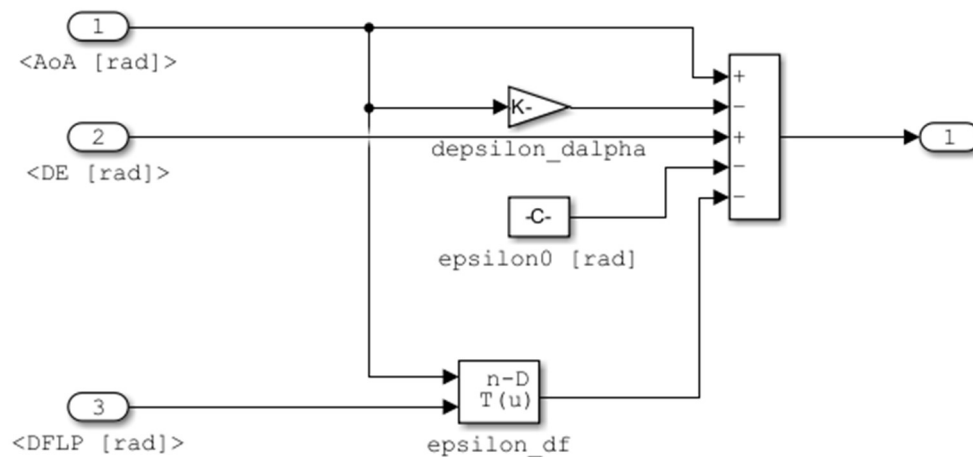 1
<AoA [rad]>
+
K-
−
2
+
depsilon_dalpha
1
<DE [rad]>
−
-C-
−
epsilon0 [rad]
n-D
T(u)
3
<DFLP [rad]>
epsilon_df